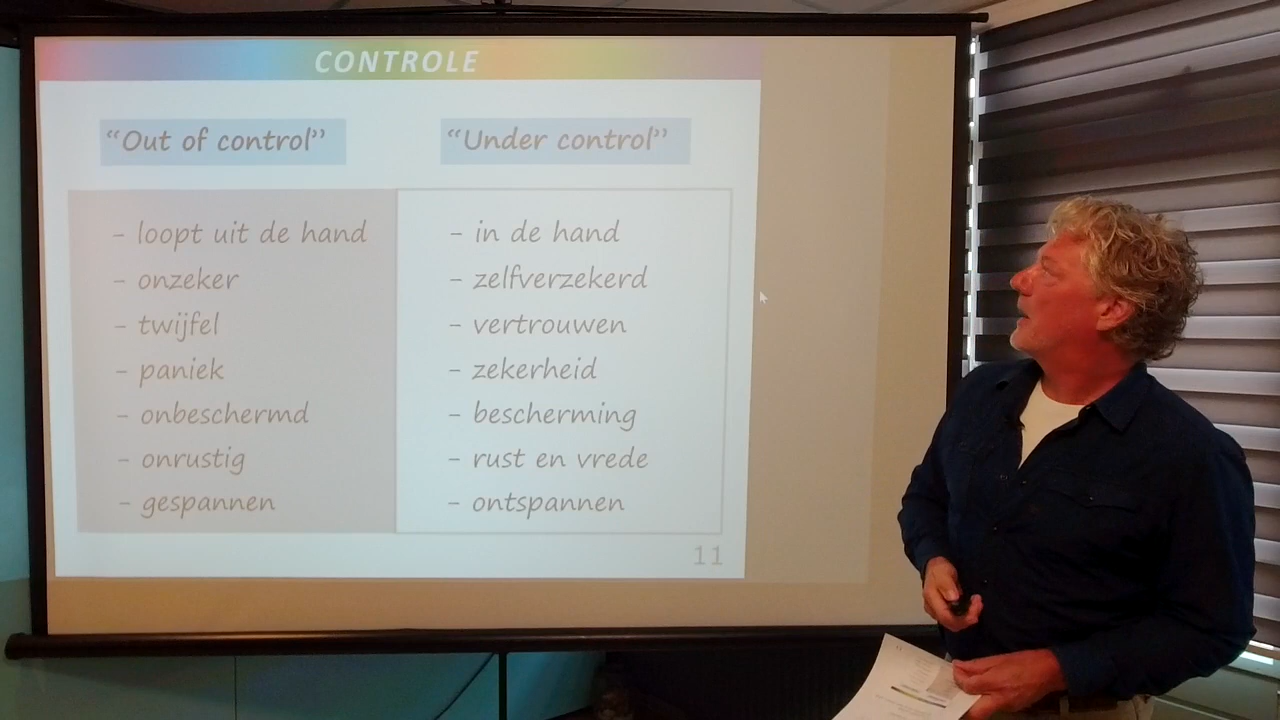 CONTROLE
“Out of control”
“Under control”
– loopt uit de hand
– onzeker
– twijfel
– paniek
– onbeschermd
– onrustig
– gespannen
– in de hand
– zelfverzekerd
– vertrouwen
– zekerheid
– bescherming
– rust en vrede
– ontspannen
11